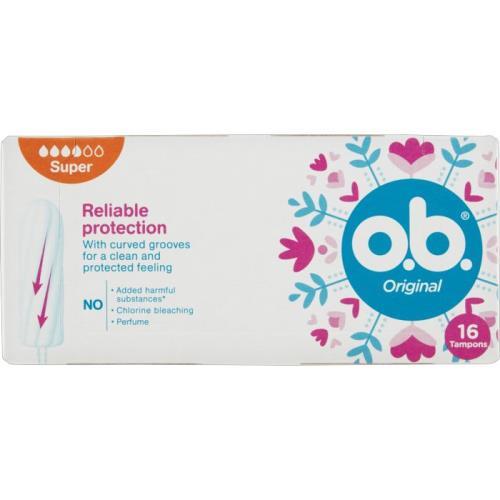 Super
Reliable
protection
With curved grooves
for a clean and
protected feeling
NO
• Added harmful
substances*
• Chlorine bleaching
• Perfume
o.b.®
Original
16
Tampons